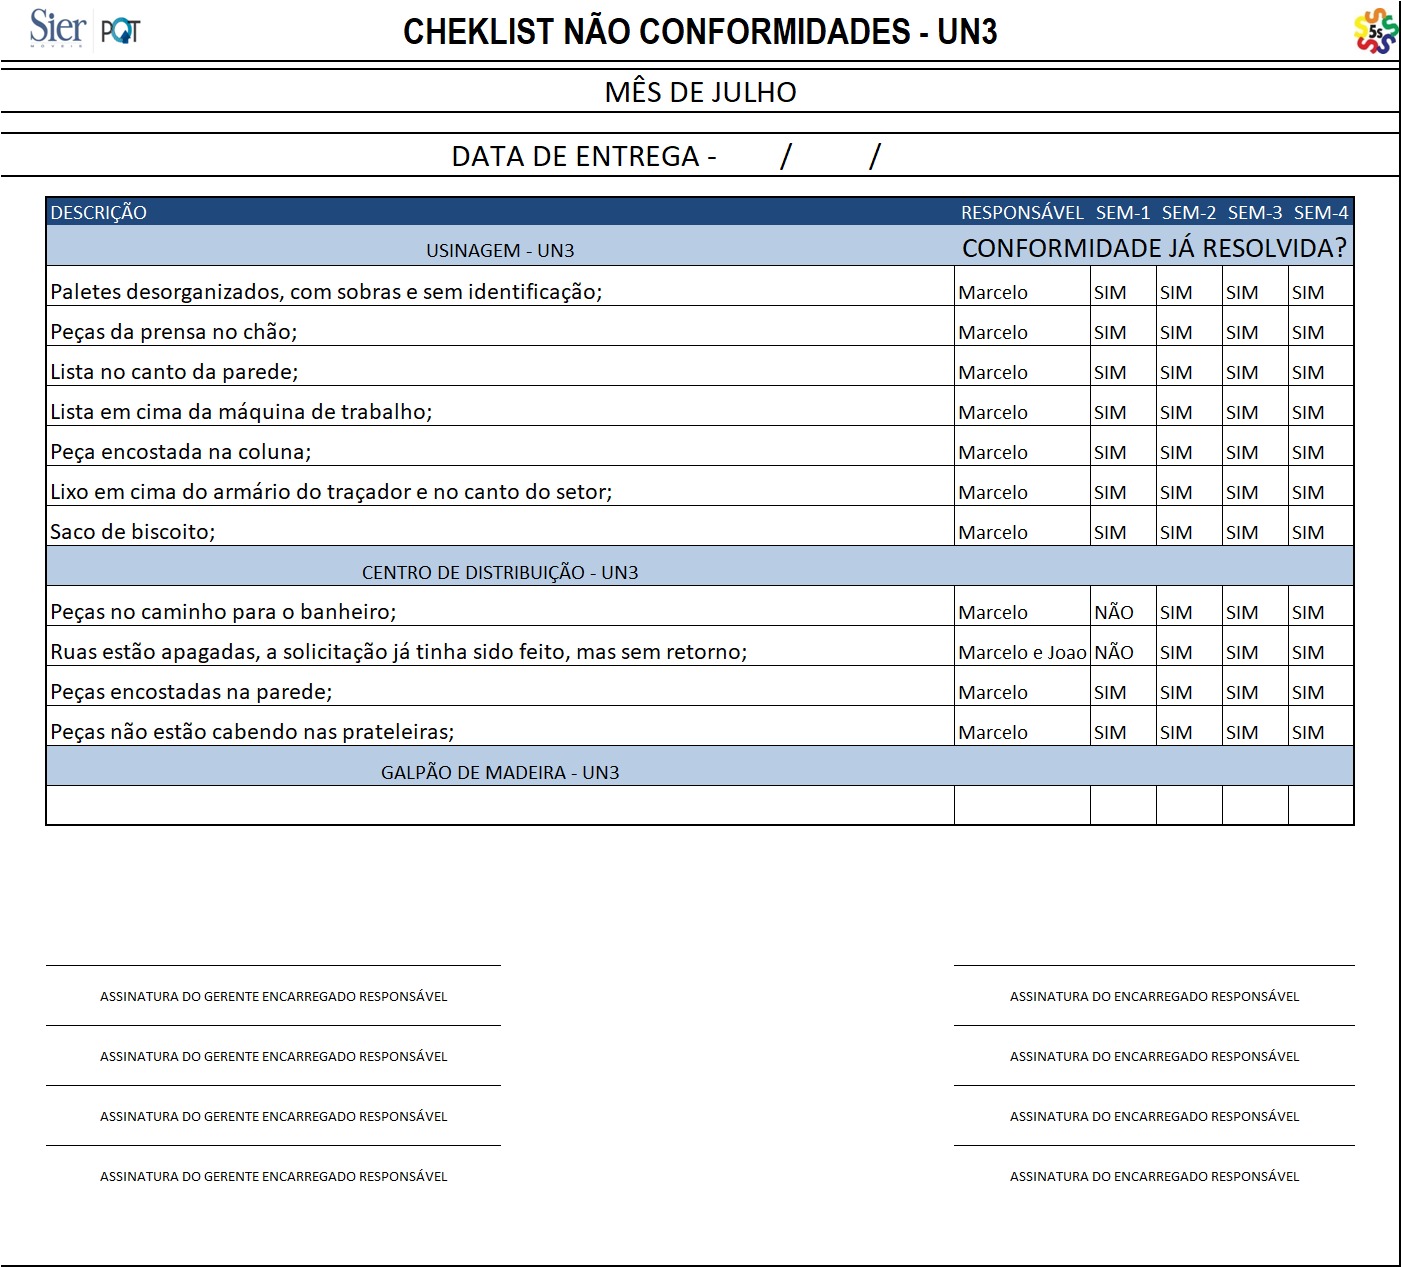 Sier MÓVEIS PQT
CHEKLIST NÃO CONFORMIDADES - UN3
5s
MÊS DE JULHO
DATA DE ENTREGA - / /
DESCRIÇÃO RESPONSÁVEL SEM-1 SEM-2 SEM-3 SEM-4
USINAGEM - UN3 CONFORMIDADE JÁ RESOLVIDA?
Paletes desorganizados, com sobras e sem identificação; Marcelo SIM SIM SIM SIM
Peças da prensa no chão; Marcelo SIM SIM SIM SIM
Lista no canto da parede; Marcelo SIM SIM SIM SIM
Lista em cima da máquina de trabalho; Marcelo SIM SIM SIM SIM
Peça encostada na coluna; Marcelo SIM SIM SIM SIM
Lixo em cima do armário do traçador e no canto do setor; Marcelo SIM SIM SIM SIM
Saco de biscoito; Marcelo SIM SIM SIM SIM
CENTRO DE DISTRIBUIÇÃO - UN3
Peças no caminho para o banheiro; Marcelo NÃO SIM SIM SIM
Ruas estão apagadas, a solicitação já tinha sido feito, mas sem retorno; Marcelo e Joao NÃO SIM SIM SIM
Peças encostadas na parede; Marcelo SIM SIM SIM SIM
Peças não estão cabendo nas prateleiras; Marcelo SIM SIM SIM SIM
GALPÃO DE MADEIRA - UN3
ASSINATURA DO GERENTE ENCARREGADO RESPONSÁVEL ASSINATURA DO ENCARREGADO RESPONSÁVEL
ASSINATURA DO GERENTE ENCARREGADO RESPONSÁVEL ASSINATURA DO ENCARREGADO RESPONSÁVEL
ASSINATURA DO GERENTE ENCARREGADO RESPONSÁVEL ASSINATURA DO ENCARREGADO RESPONSÁVEL
ASSINATURA DO GERENTE ENCARREGADO RESPONSÁVEL ASSINATURA DO ENCARREGADO RESPONSÁVEL